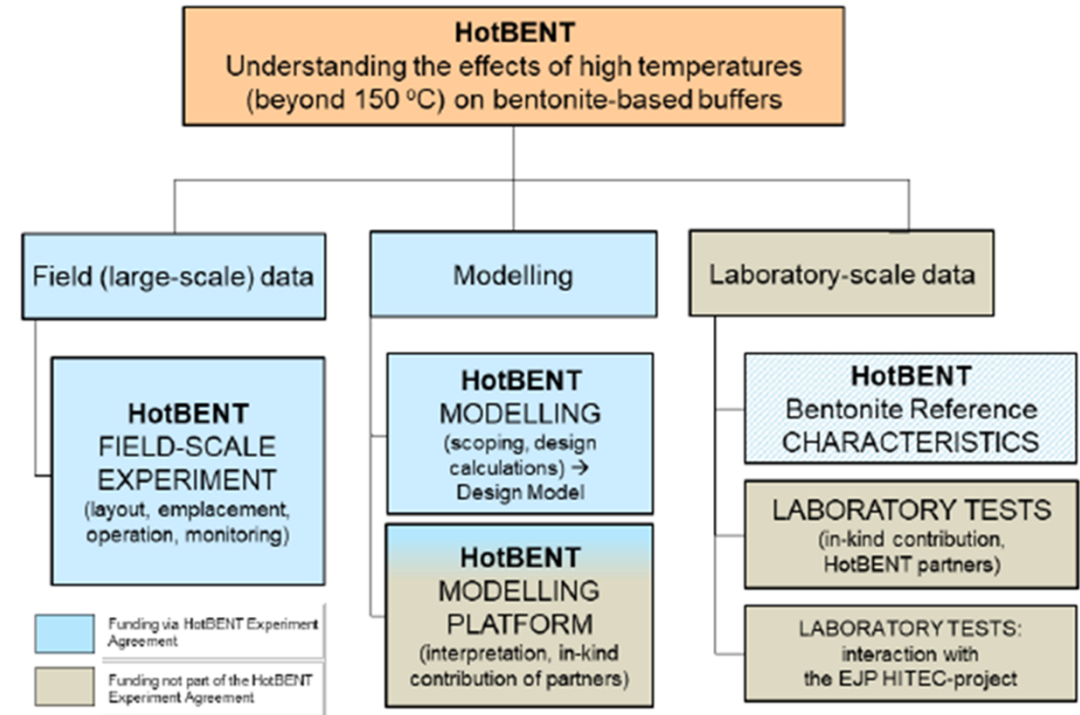 HotBENT
Understanding the effects of high temperatures
(beyond 150 ºC) on bentonite-based buffers
Field (large-scale) data
Modelling
Laboratory-scale data
HotBENT
FIELD-SCALE
EXPERIMENT
(layout, emplacement,
operation, monitoring)
HotBENT
MODELLING
(scoping, design
calculations) →
Design Model
HotBENT
MODELLING
PLATFORM
(interpretation, in-kind
contribution of partners)
HotBENT
Bentonite Reference
CHARACTERISTICS
LABORATORY TESTS
(in-kind contribution,
HotBENT partners)
LABORATORY TESTS:
interaction with
the EJP HITEC-project
Funding via HotBENT Experiment
Agreement
Funding not part of the HotBENT
Experiment Agreement